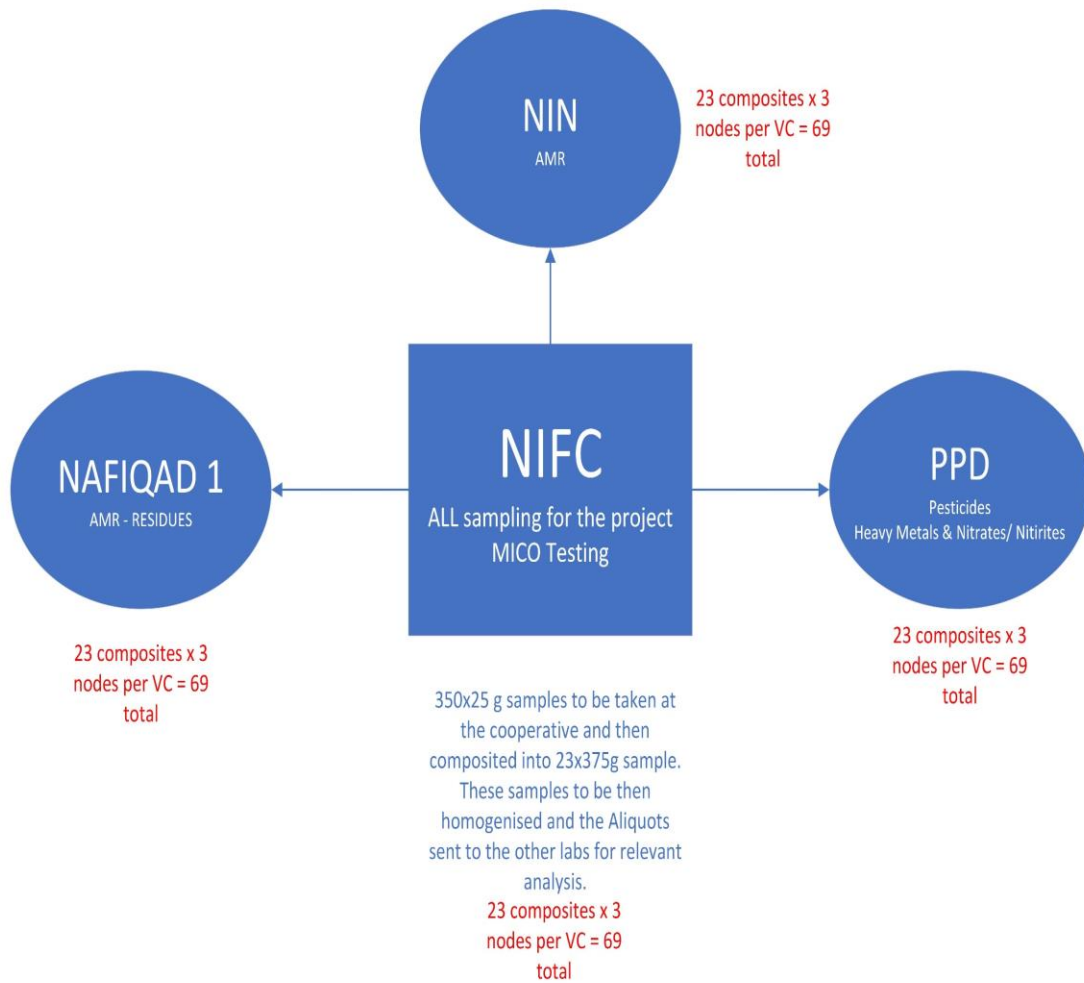 NIN
AMR
23 composites x 3
nodes per VC = 69
total
NAFIQAD 1
AMR - RESIDUES
23 composites x 3
nodes per VC = 69
total
NIFC
ALL sampling for the project
MICO Testing
350x25 g samples to be taken at
the cooperative and then
composited into 23x375g sample.
These samples to be then
homogenised and the Aliquots
sent to the other labs for relevant
analysis.
23 composites x 3
nodes per VC = 69
total
PPD
Pesticides
Heavy Metals & Nitrates/ Nitirites
23 composites x 3
nodes per VC = 69
total